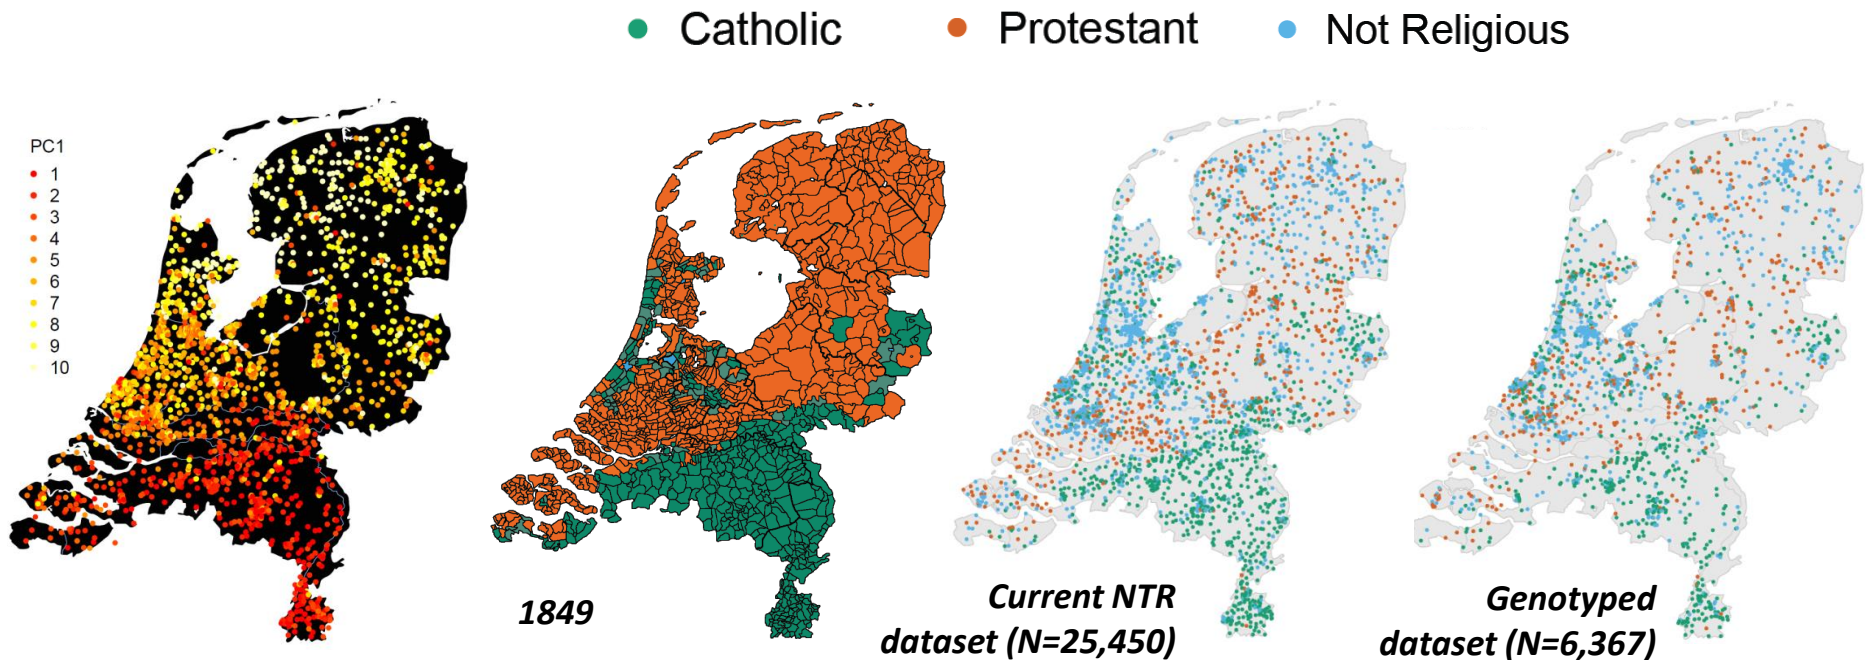 Catholic
Protestant
Not Religious
PC1
1
2
3
4
5
6
7
8
9
10
1849
Current NTR
dataset (N=25,450)
Genotyped
dataset (N=6,367)